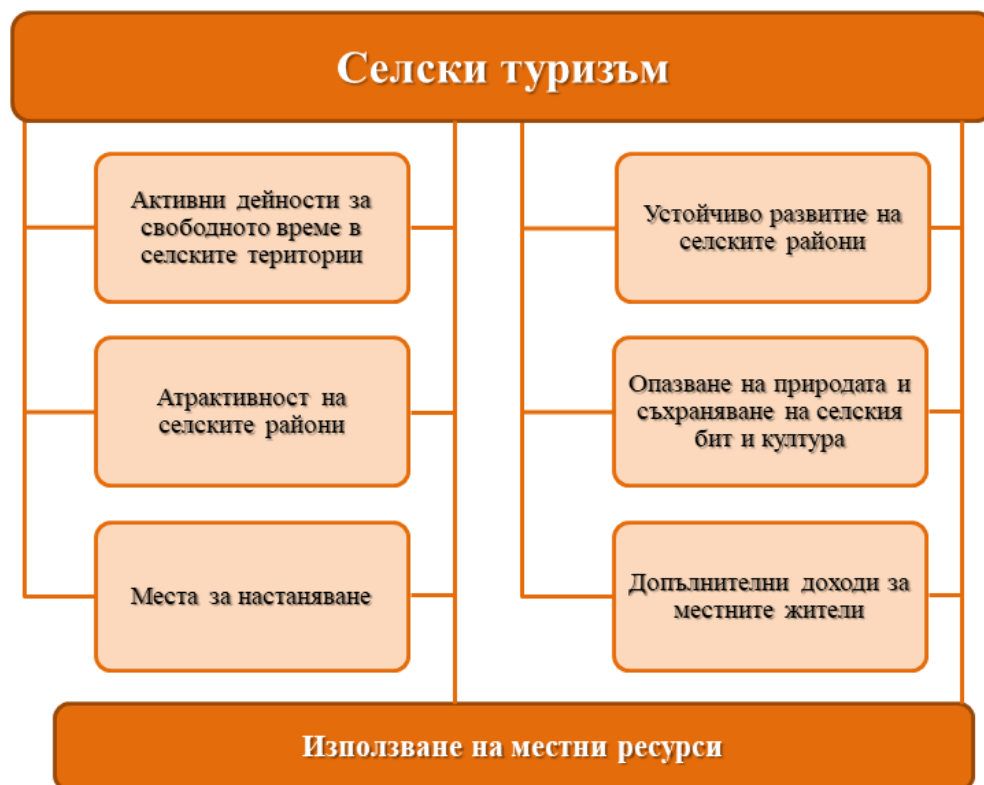 Селски туризъм
Активни дейности за
свободното време в
селските територии
Атрактивност на
селските райони
Места за настаняване
Устойчиво развитие на
селските райони
Опазване на природата и
съхраняване на селския
бит и култура
Допълнителни доходи за
местните жители
Използване на местни ресурси